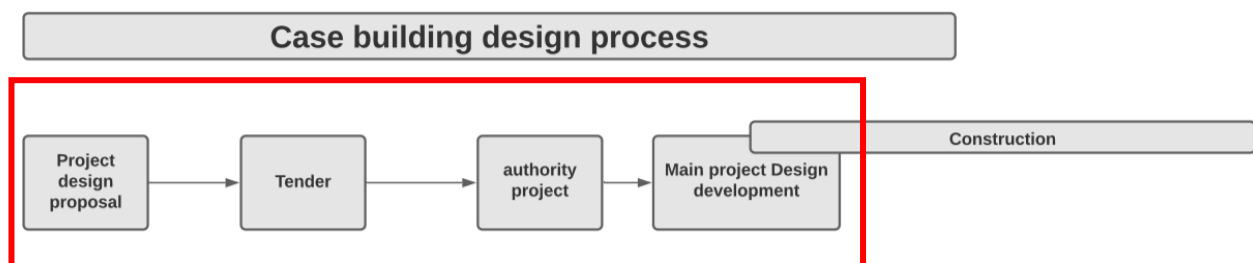 Case building design process
Project
design
proposal
Tender
authority
project
Main project Design
development
Construction